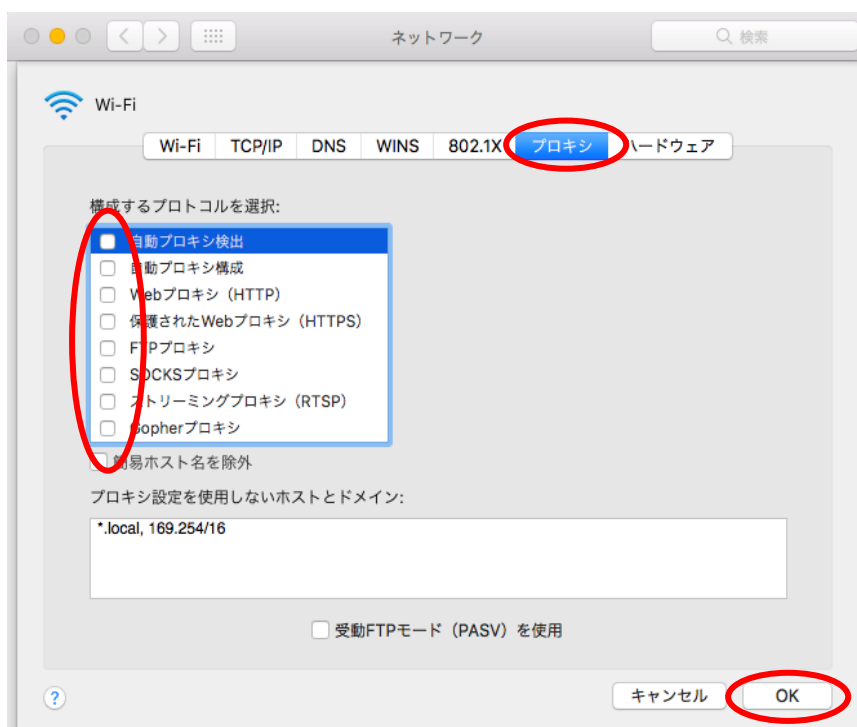 ネットワーク
検索
Wi-Fi
Wi-Fi TCP/IP DNS WINS 802.1X プロキシ ハードウェア
構成するプロトコルを選択:
自動プロキシ検出
自動プロキシ構成
Webプロキシ（HTTP）
保護されたWebプロキシ（HTTPS）
FTPプロキシ
SOCKSプロキシ
ストリーミングプロキシ（RTSP）
Gopherプロキシ
簡易ホスト名を除外
プロキシ設定を使用しないホストとドメイン:
*.local, 169.254/16
受動FTPモード（PASV）を使用
? キャンセル OK